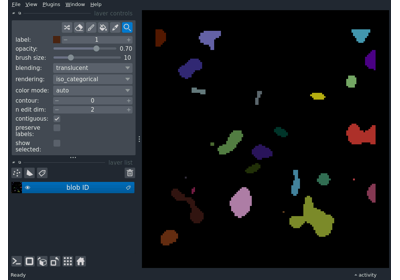 File View Plugins Window Help
layer controls
label: 1
opacity: 0.70
brush size: 10
blending: translucent
rendering: iso_categorical
color mode: auto
contour: 0
n edit dim: 2
contiguous:
preserve
labels:
show
selected:
layer list
blob ID
Ready
activity